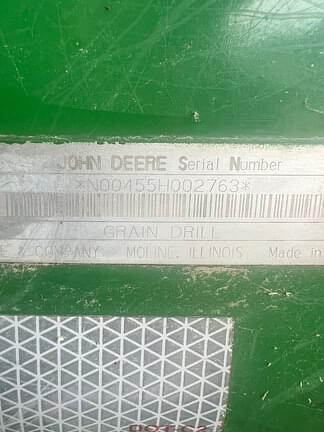 JOHN DEERE Serial Number
*N00455H002763*
GRAIN DRILL
& COMPANY MOLINE, ILLINOIS Made in